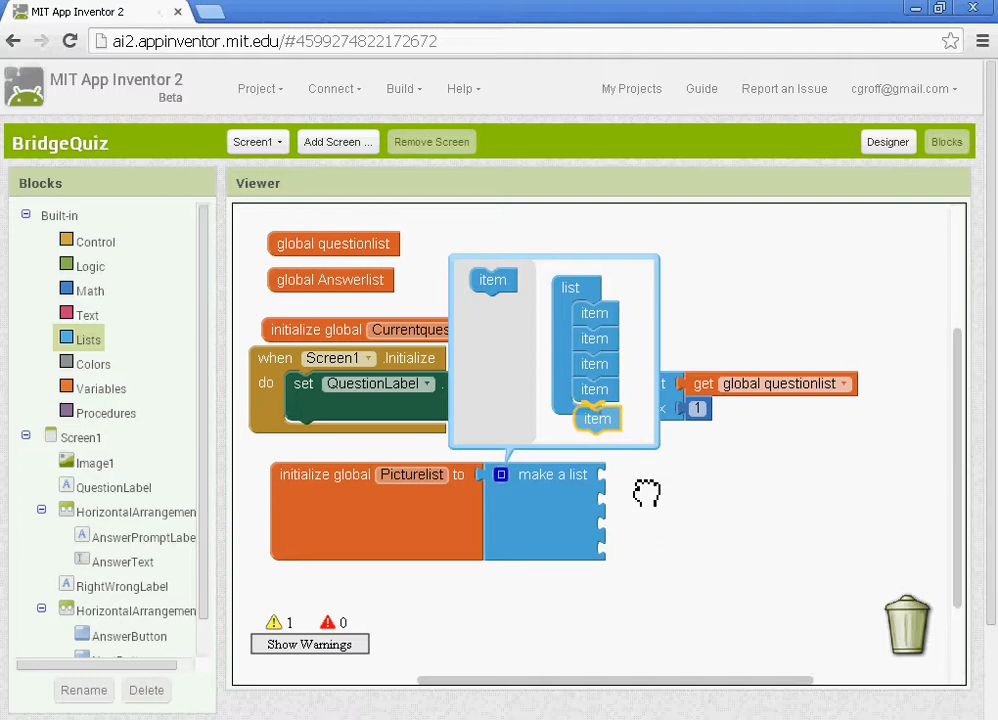 MIT App Inventor 2
ai2.appinventor.mit.edu/#4599274822172672
MIT App Inventor 2
Beta
Project Connect Build Help My Projects Guide Report an Issue cgroff@gmail.com
BridgeQuiz Screen1 Add Screen ... Remove Screen Designer Blocks
Blocks
Viewer
Built-in
Control
Logic
Math
Text
Lists
Colors
Variables
Procedures
Screen1
Image1
QuestionLabel
HorizontalArrangemen
AnswerPromptLabe
AnswerText
RightWrongLabel
HorizontalArrangemen
AnswerButton
Rename Delete
global questionlist
global Answerlist
initialize global Currentques
when Screen1 .Initialize
do set QuestionLabel .
item
list
item
item
item
item
item
t get global questionlist
x 1
initialize global Picturelist to make a list
1 0
Show Warnings